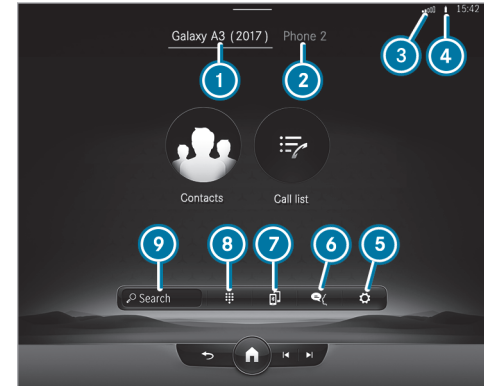 15:42
Galaxy A3 (2017) Phone 2
3 4
1 2
Contacts Call list
9 8 7 6 5
Search